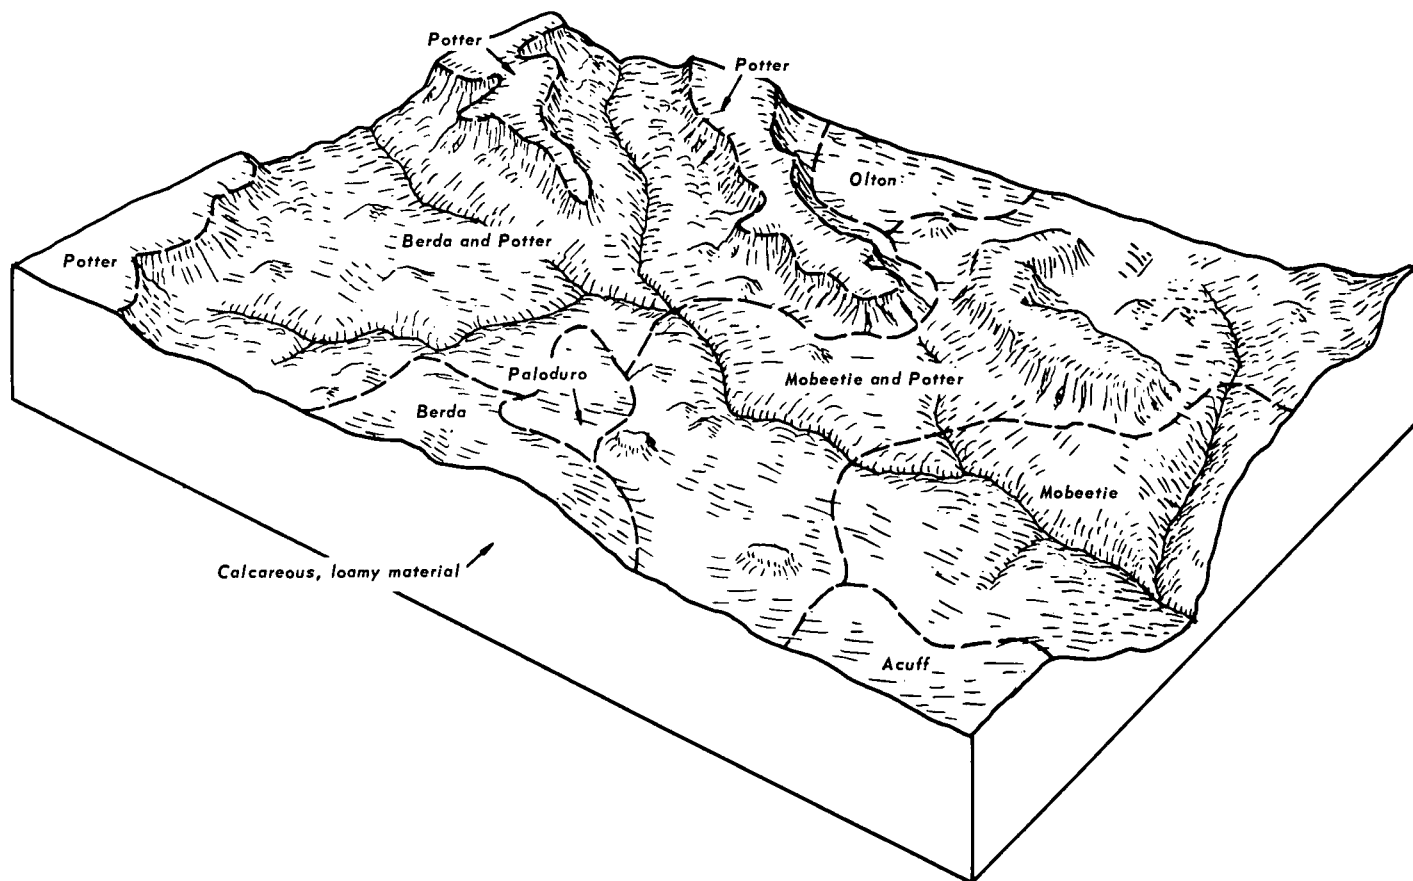 Potter
Potter
Olton
Berda and Potter
Potter
Paloduro
Mobeetie and Potter
Berda
Mobeetie
Calcareous, loamy material
Acuff